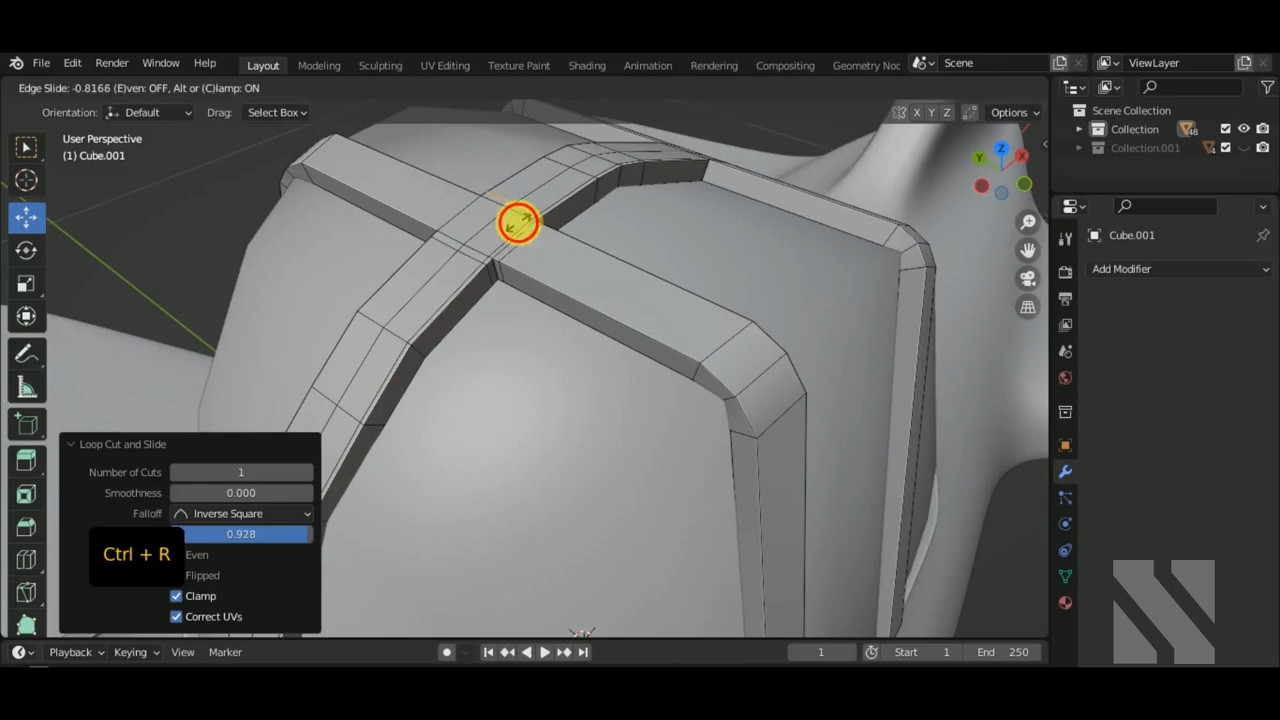 File Edit Render Window Help Layout Modeling Sculpting UV Editing Texture Paint Shading Animation Rendering Compositing Geometry Noc Scene ViewLayer
Edge Slide: -0.8166 (E)ven: OFF, Alt or (C)lamp: ON
Orientation: Default Drag: Select Box X Y Z Options
User Perspective
(1) Cube.001
Z
Y
X
Scene Collection
Collection 48
Collection.001 4
Cube.001
Add Modifier
Loop Cut and Slide
Number of Cuts 1
Smoothness 0.000
Falloff Inverse Square
0.928
Ctrl + R
Even
Flipped
Clamp
Correct UVs
Playback Keying View Marker 1 Start 1 End 250